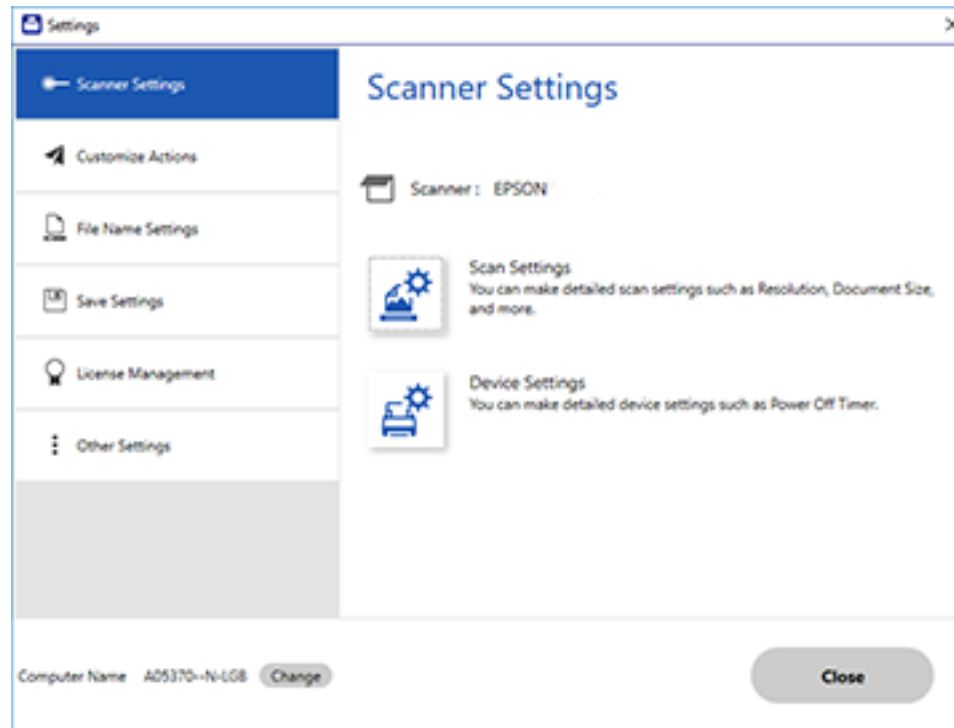 Settings
Scanner Settings
Customize Actions
File Name Settings
Save Settings
License Management
Other Settings
Scanner Settings
Scanner : EPSON
Scan Settings
You can make detailed scan settings such as Resolution, Document Size,
and more.
Device Settings
You can make detailed device settings such as Power Off Timer.
Computer Name A05370--N-LGB Change
Close